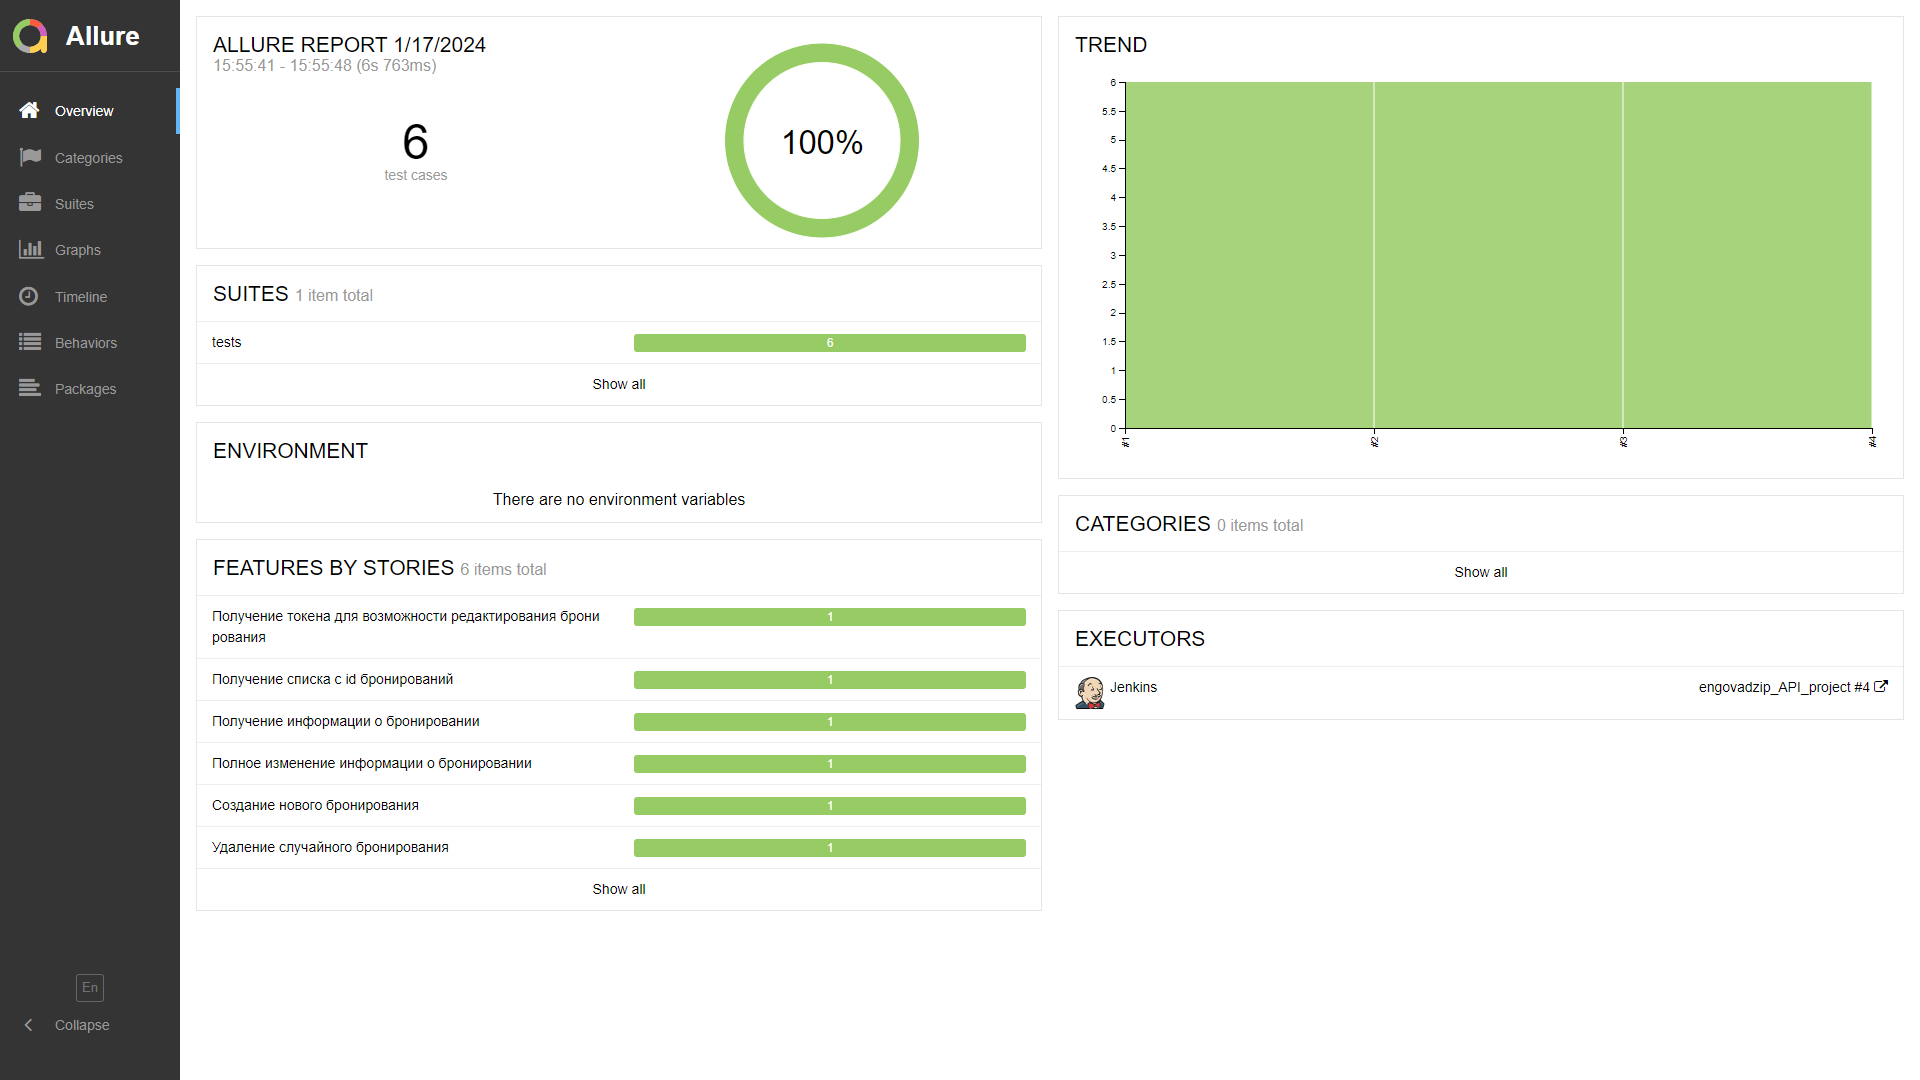 Allure
Overview
Categories
Suites
Graphs
Timeline
Behaviors
Packages
En
Collapse
ALLURE REPORT 1/17/2024
15:55:41 - 15:55:48 (6s 763ms)
6
test cases
100%
SUITES 1 item total
tests 6
Show all
ENVIRONMENT
There are no environment variables
FEATURES BY STORIES 6 items total
Получение токена для возможности редактирования брони
рования
1
Получение списка с id бронирований 1
Получение информации о бронировании 1
Полное изменение информации о бронировании 1
Создание нового бронирования 1
Удаление случайного бронирования 1
Show all
TREND
6
5.5
5
4.5
4
3.5
3
2.5
2
1.5
1
0.5
0
#1 #2 #3 #4
CATEGORIES 0 items total
Show all
EXECUTORS
Jenkins engovadzip_API_project #4